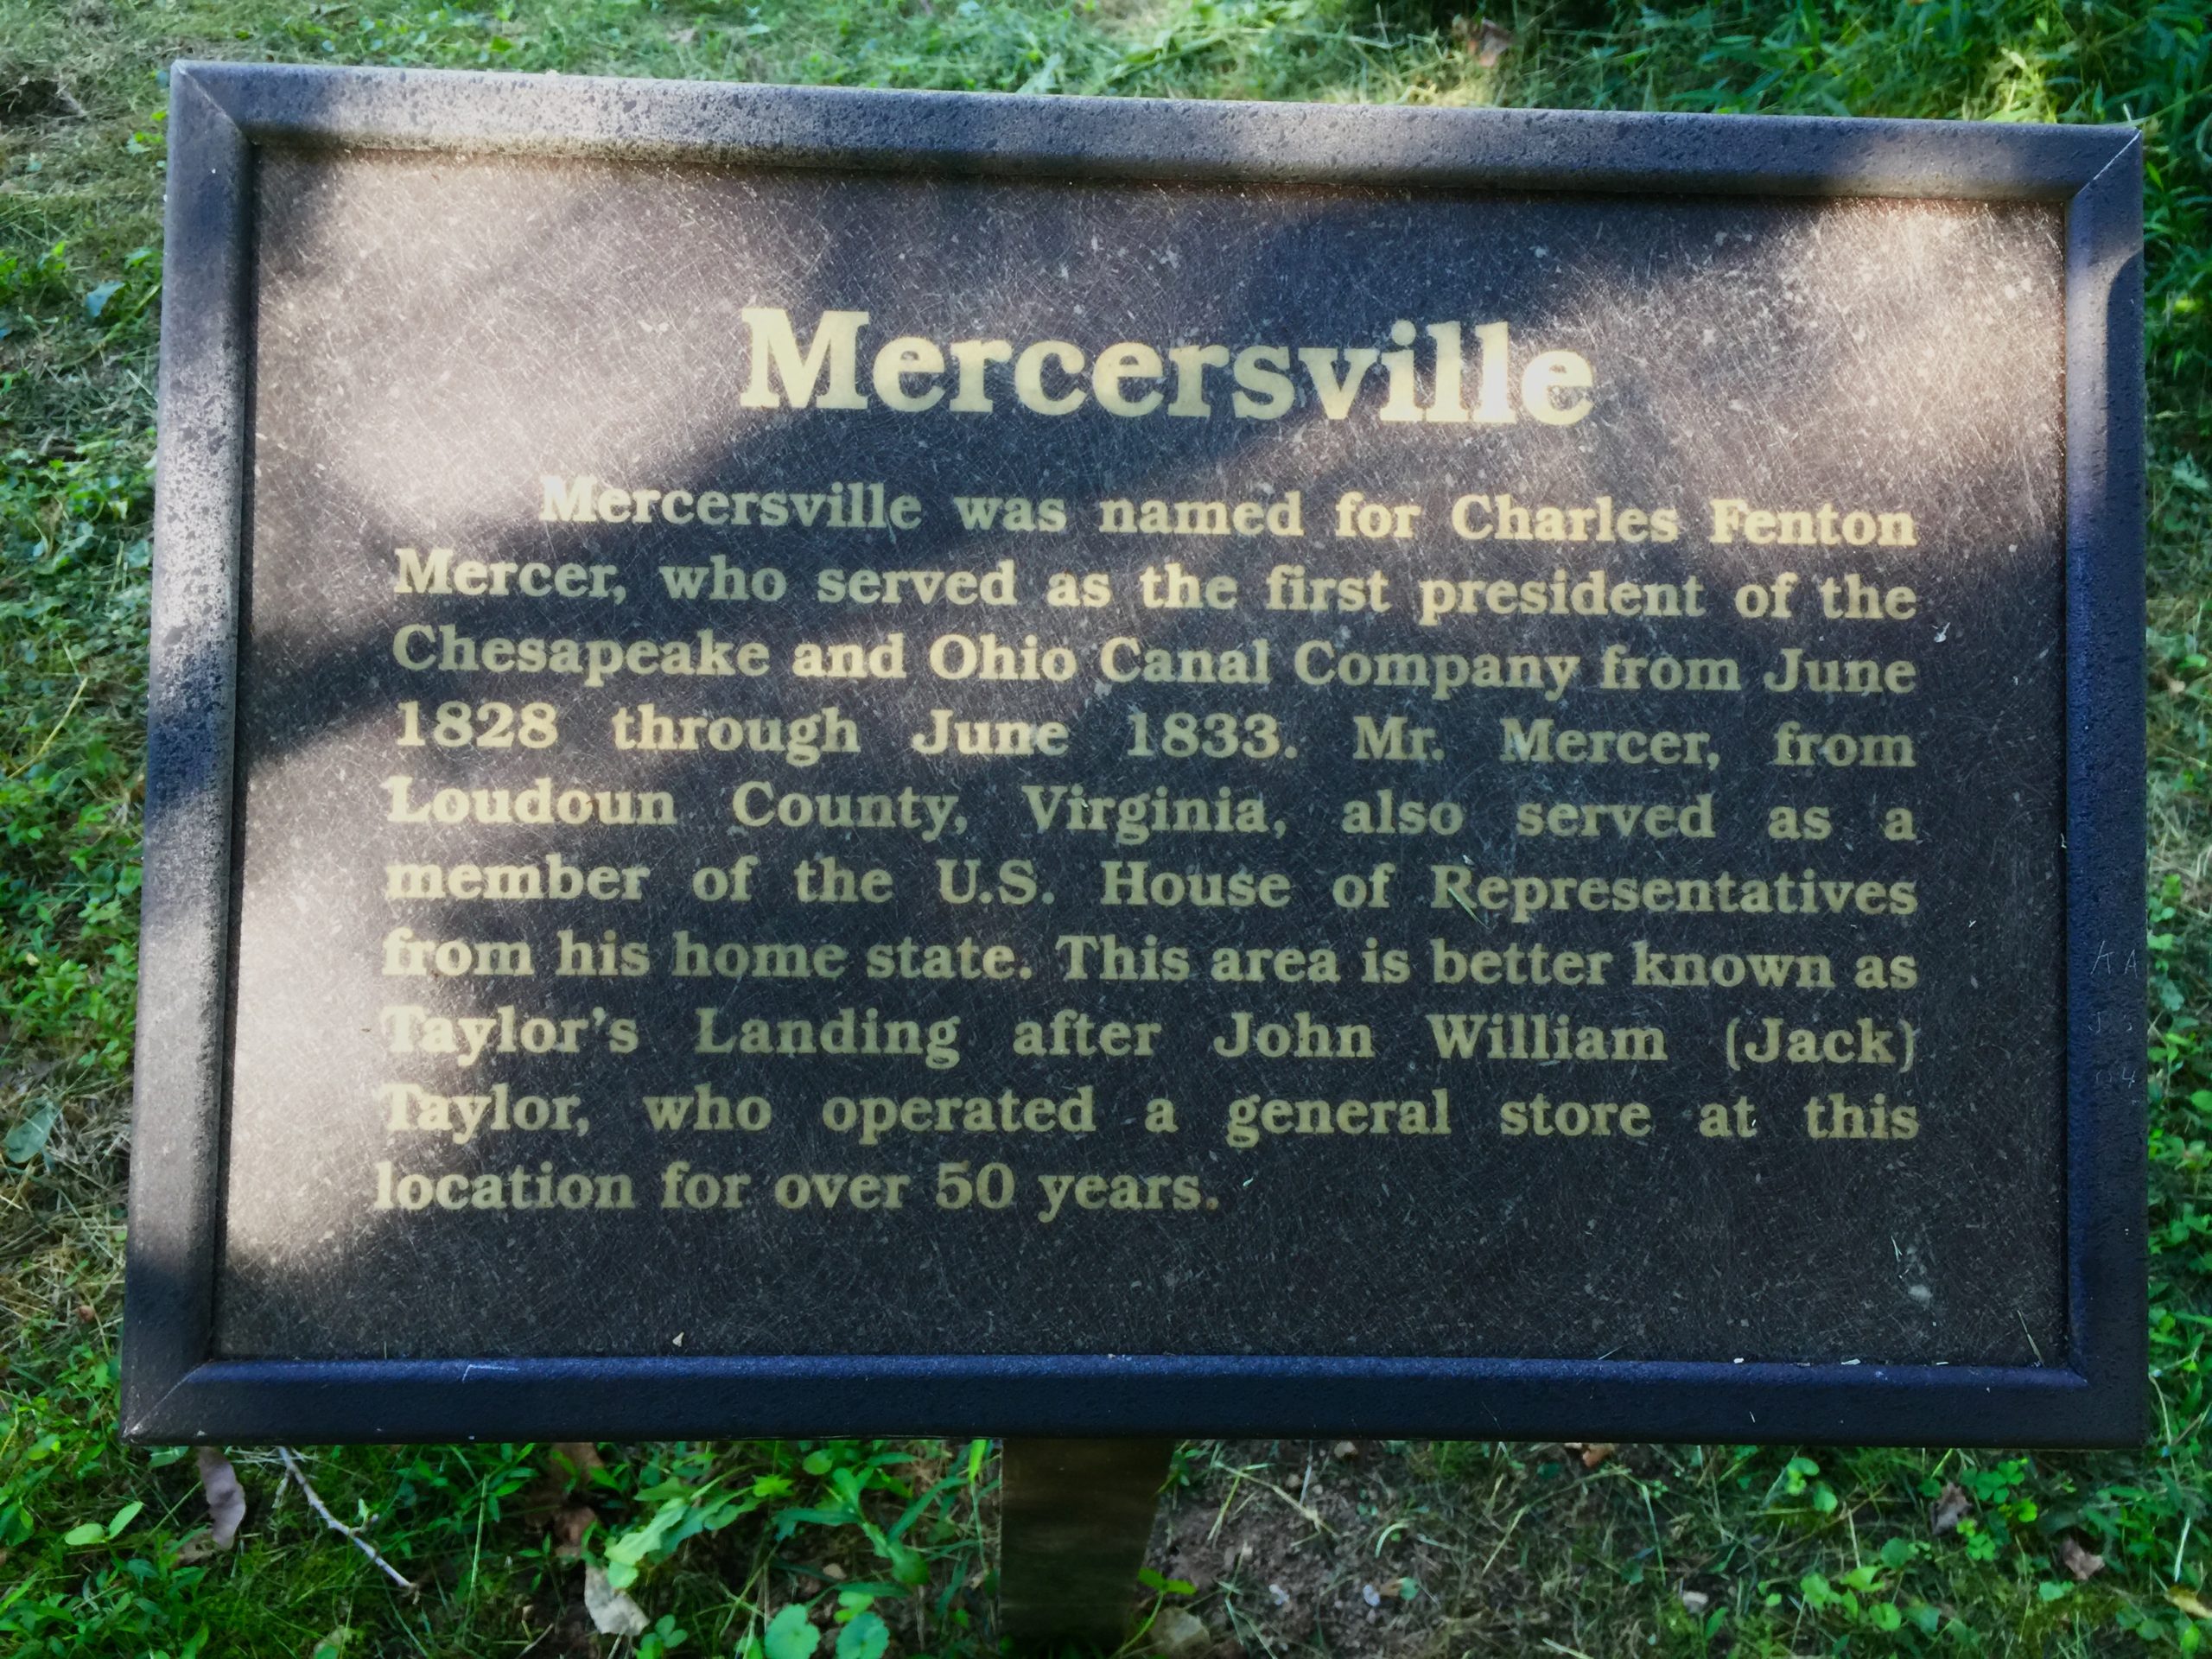 Mercersville
Mercersville was named for Charles Fenton
Mercer, who served as the first president of the
Chesapeake and Ohio Canal Company from June
1828 through June 1833. Mr. Mercer, from
Loudoun County, Virginia, also served as a
member of the U.S. House of Representatives
from his home state. This area is better known as
Taylor's Landing after John William (Jack)
Taylor, who operated a general store at this
location for over 50 years.